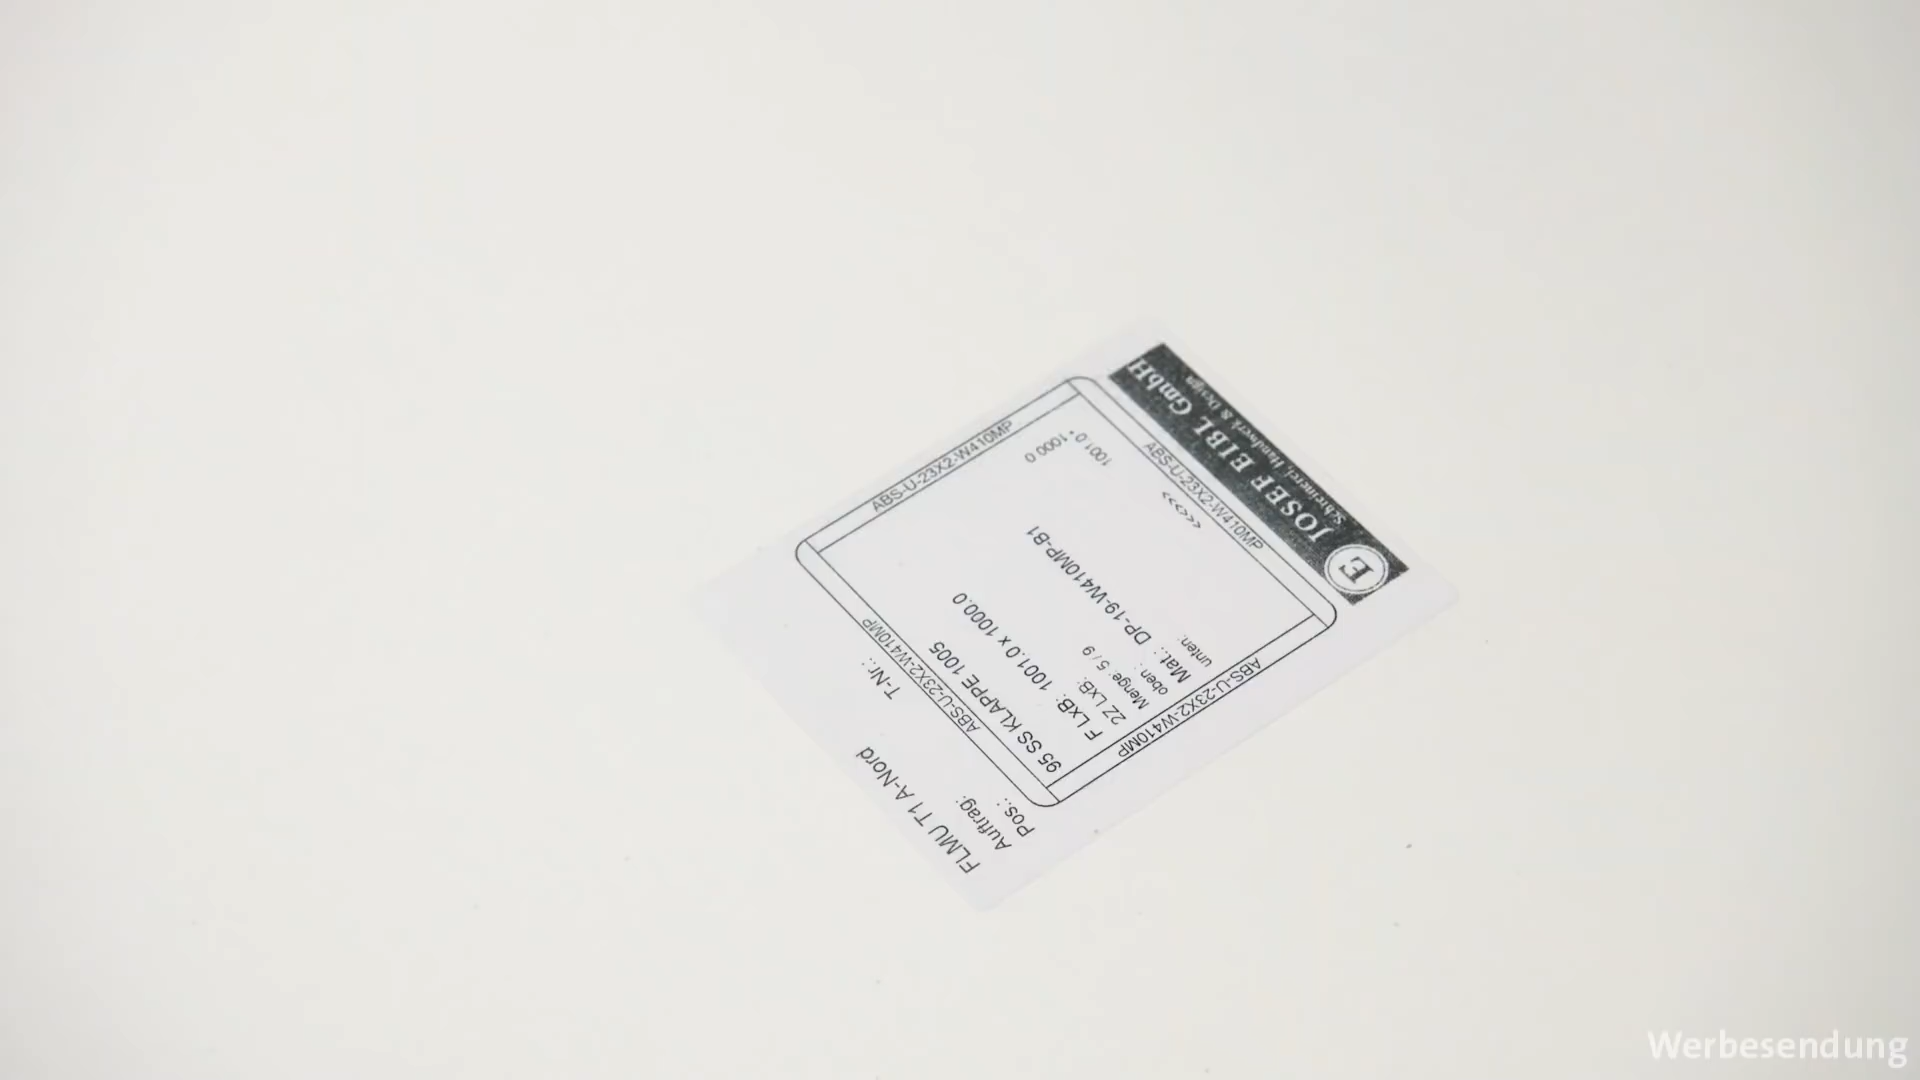 JOSEF EIBL GmbH
Schreinerei, Handwerk & Design
E
ABS-U-23X2-W410MP
<<<>>>
1001.0 * 1000.0
ABS-U-23X2-W410MP
ABS-U-23X2-W410MP
unten:
Mat.: DP-19-W410MP-B1
oben :
Menge: 5 / 9
2Z LxB:
F LxB: 1001.0 x 1000.0
95 SS KLAPPE 1005
ABS-U-23X2-W410MP
Pos.: T-Nr.:
Auftrag:
FLMU T1 A-Nord
Werbesendung